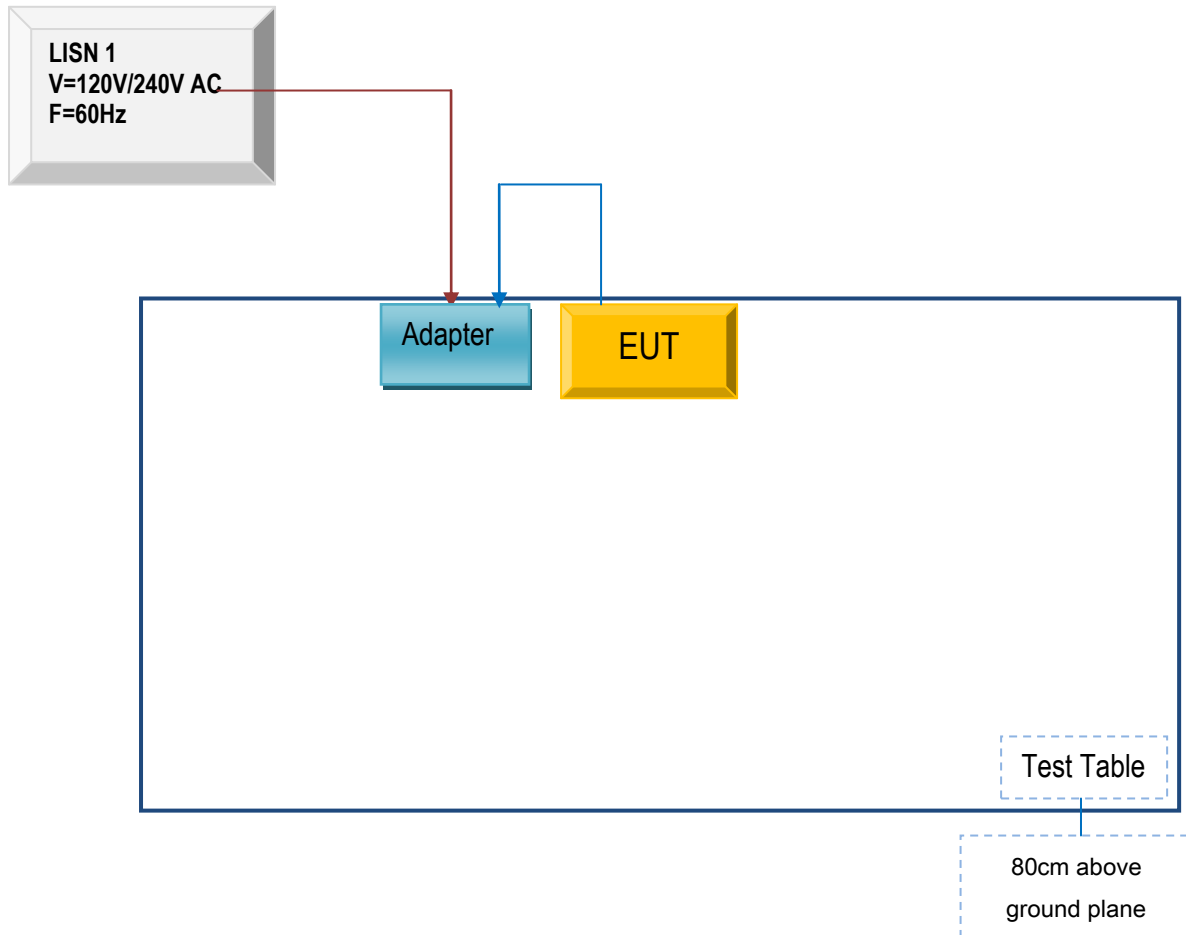 LISN 1
V=120V/240V AC
F=60Hz
Adapter
EUT
Test Table
80cm above
ground plane